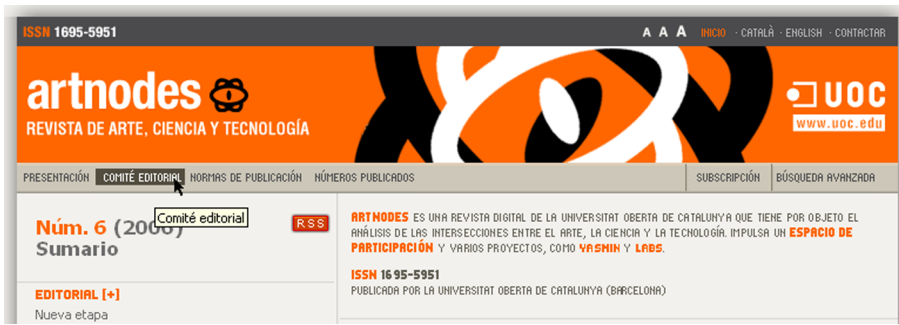 ISSN 1695-5951
A A A INICIO · CATALÀ · ENGLISH · CONTACTAR
artnodes
REVISTA DE ARTE, CIENCIA Y TECNOLOGÍA
UOC
www.uoc.edu
PRESENTACIÓN COMITÉ EDITORIAL NORMAS DE PUBLICACIÓN NÚMEROS PUBLICADOS SUBSCRIPCIÓN BÚSQUEDA AVANZADA
Comité editorial
Núm. 6 (2006) RSS
Sumario
EDITORIAL [+]
Nueva etapa
ARTNODES ES UNA REVISTA DIGITAL DE LA UNIVERSITAT OBERTA DE CATALUNYA QUE TIENE POR OBJETO EL
ANÁLISIS DE LAS INTERSECCIONES ENTRE EL ARTE, LA CIENCIA Y LA TECNOLOGÍA. IMPULSA UN ESPACIO DE
PARTICIPACIÓN Y VARIOS PROYECTOS, COMO YASMIN Y LABS.
ISSN 1695-5951
PUBLICADA POR LA UNIVERSITAT OBERTA DE CATALUNYA (BARCELONA)